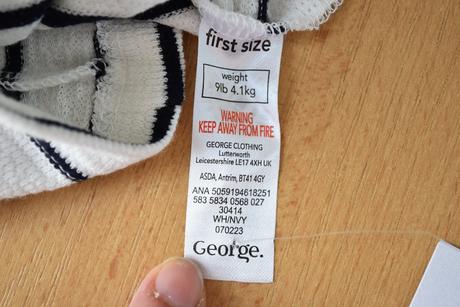 first size
weight
9lb 4.1kg
WARNING
KEEP AWAY FROM FIRE
GEORGE CLOTHING
Lutterworth
Leicestershire LE17 4XH UK
ASDA, Antrim, BT41 4GY
ANA 5059194618251
583 5834 0568 027
30414
WH/NVY
070223
George.